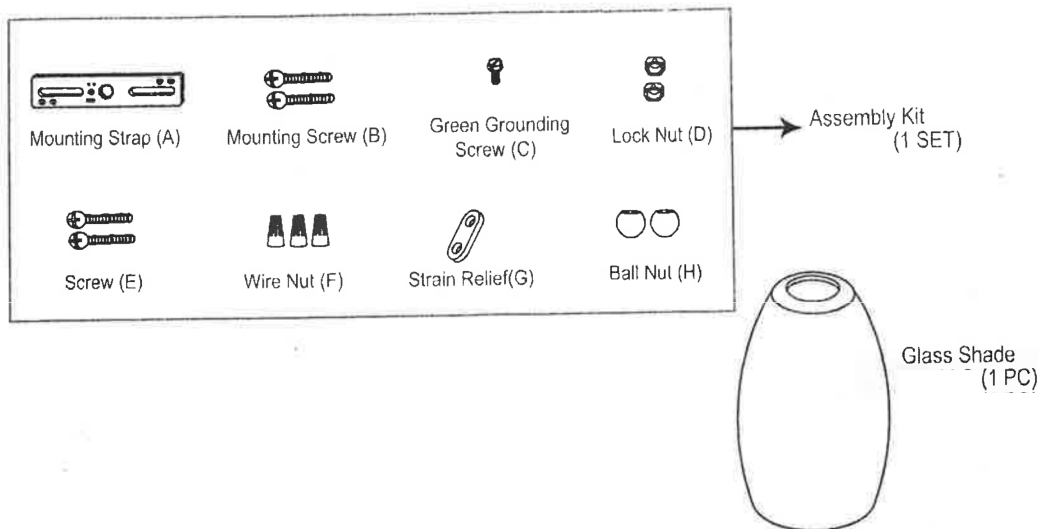 Mounting Strap (A)
Mounting Screw (B)
Green Grounding
Screw (C)
Lock Nut (D)
Assembly Kit
(1 SET)
Screw (E)
Wire Nut (F)
Strain Relief(G)
Ball Nut (H)
Glass Shade
(1 PC)